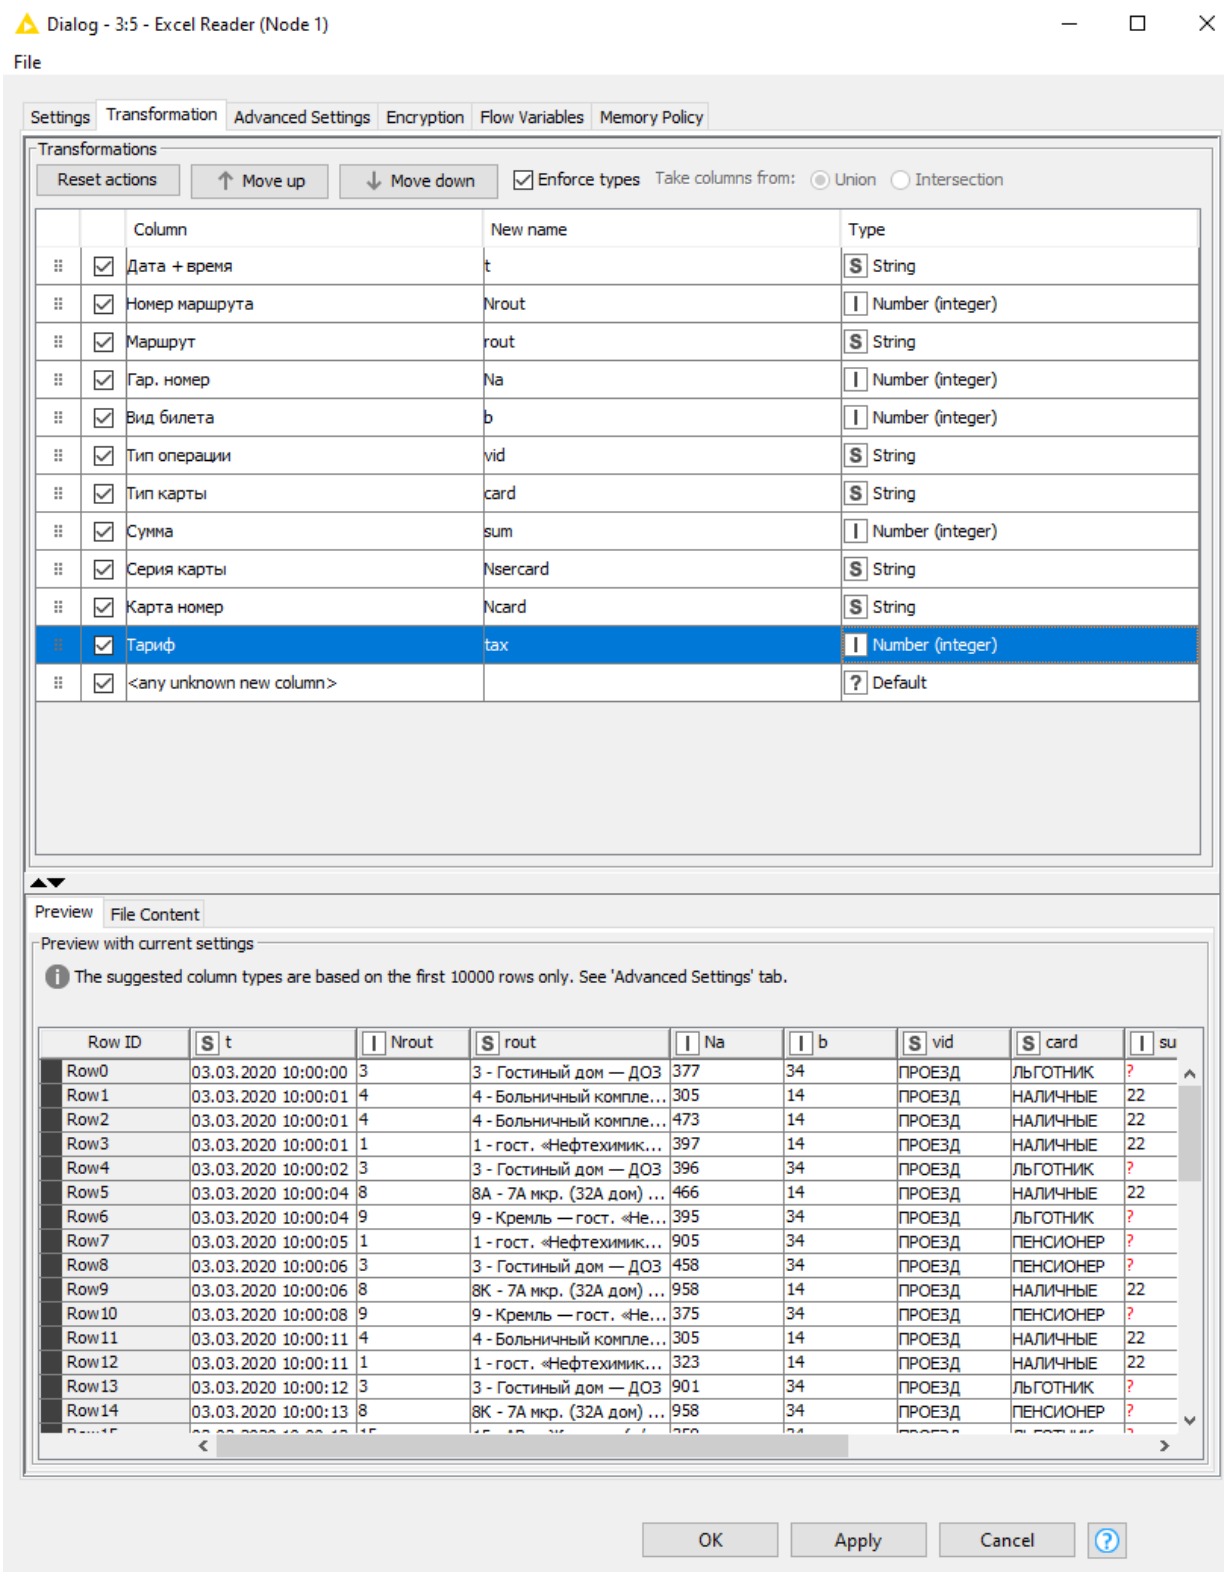 Dialog - 3:5 - Excel Reader (Node 1)
File
Settings Transformation Advanced Settings Encryption Flow Variables Memory Policy
Transformations
Reset actions Move up Move down Enforce types Take columns from: Union Intersection
Column New name Type
Дата + время t S String
Номер маршрута Nrout I Number (integer)
Маршрут rout S String
Гар. номер Na I Number (integer)
Вид билета b I Number (integer)
Тип операции vid S String
Тип карты card S String
Сумма sum I Number (integer)
Серия карты Nsercard S String
Карта номер Ncard S String
Тариф tax I Number (integer)
<any unknown new column> ? Default
Preview File Content
Preview with current settings
The suggested column types are based on the first 10000 rows only. See 'Advanced Settings' tab.
Row ID S t I Nrout S rout I Na I b S vid S card I su
Row0 03.03.2020 10:00:00 3 3 - Гостиный дом — ДОЗ 377 34 ПРОЕЗД ЛЬГОТНИК ?
Row1 03.03.2020 10:00:01 4 4 - Больничный компле... 305 14 ПРОЕЗД НАЛИЧНЫЕ 22
Row2 03.03.2020 10:00:01 4 4 - Больничный компле... 473 14 ПРОЕЗД НАЛИЧНЫЕ 22
Row3 03.03.2020 10:00:01 1 1 - гост. «Нефтехимик... 397 14 ПРОЕЗД НАЛИЧНЫЕ 22
Row4 03.03.2020 10:00:02 3 3 - Гостиный дом — ДОЗ 396 34 ПРОЕЗД ЛЬГОТНИК ?
Row5 03.03.2020 10:00:04 8 8А - 7А мкр. (32А дом) ... 466 14 ПРОЕЗД НАЛИЧНЫЕ 22
Row6 03.03.2020 10:00:04 9 9 - Кремль — гост. «Не... 395 34 ПРОЕЗД ЛЬГОТНИК ?
Row7 03.03.2020 10:00:05 1 1 - гост. «Нефтехимик... 905 34 ПРОЕЗД ПЕНСИОНЕР ?
Row8 03.03.2020 10:00:06 3 3 - Гостиный дом — ДОЗ 458 34 ПРОЕЗД ПЕНСИОНЕР ?
Row9 03.03.2020 10:00:06 8 8К - 7А мкр. (32А дом) ... 958 14 ПРОЕЗД НАЛИЧНЫЕ 22
Row10 03.03.2020 10:00:08 9 9 - Кремль — гост. «Не... 375 34 ПРОЕЗД ПЕНСИОНЕР ?
Row11 03.03.2020 10:00:11 4 4 - Больничный компле... 305 14 ПРОЕЗД НАЛИЧНЫЕ 22
Row12 03.03.2020 10:00:11 1 1 - гост. «Нефтехимик... 323 14 ПРОЕЗД НАЛИЧНЫЕ 22
Row13 03.03.2020 10:00:12 3 3 - Гостиный дом — ДОЗ 901 34 ПРОЕЗД ЛЬГОТНИК ?
Row14 03.03.2020 10:00:13 8 8К - 7А мкр. (32А дом) ... 958 34 ПРОЕЗД ПЕНСИОНЕР ?
OK Apply Cancel ?